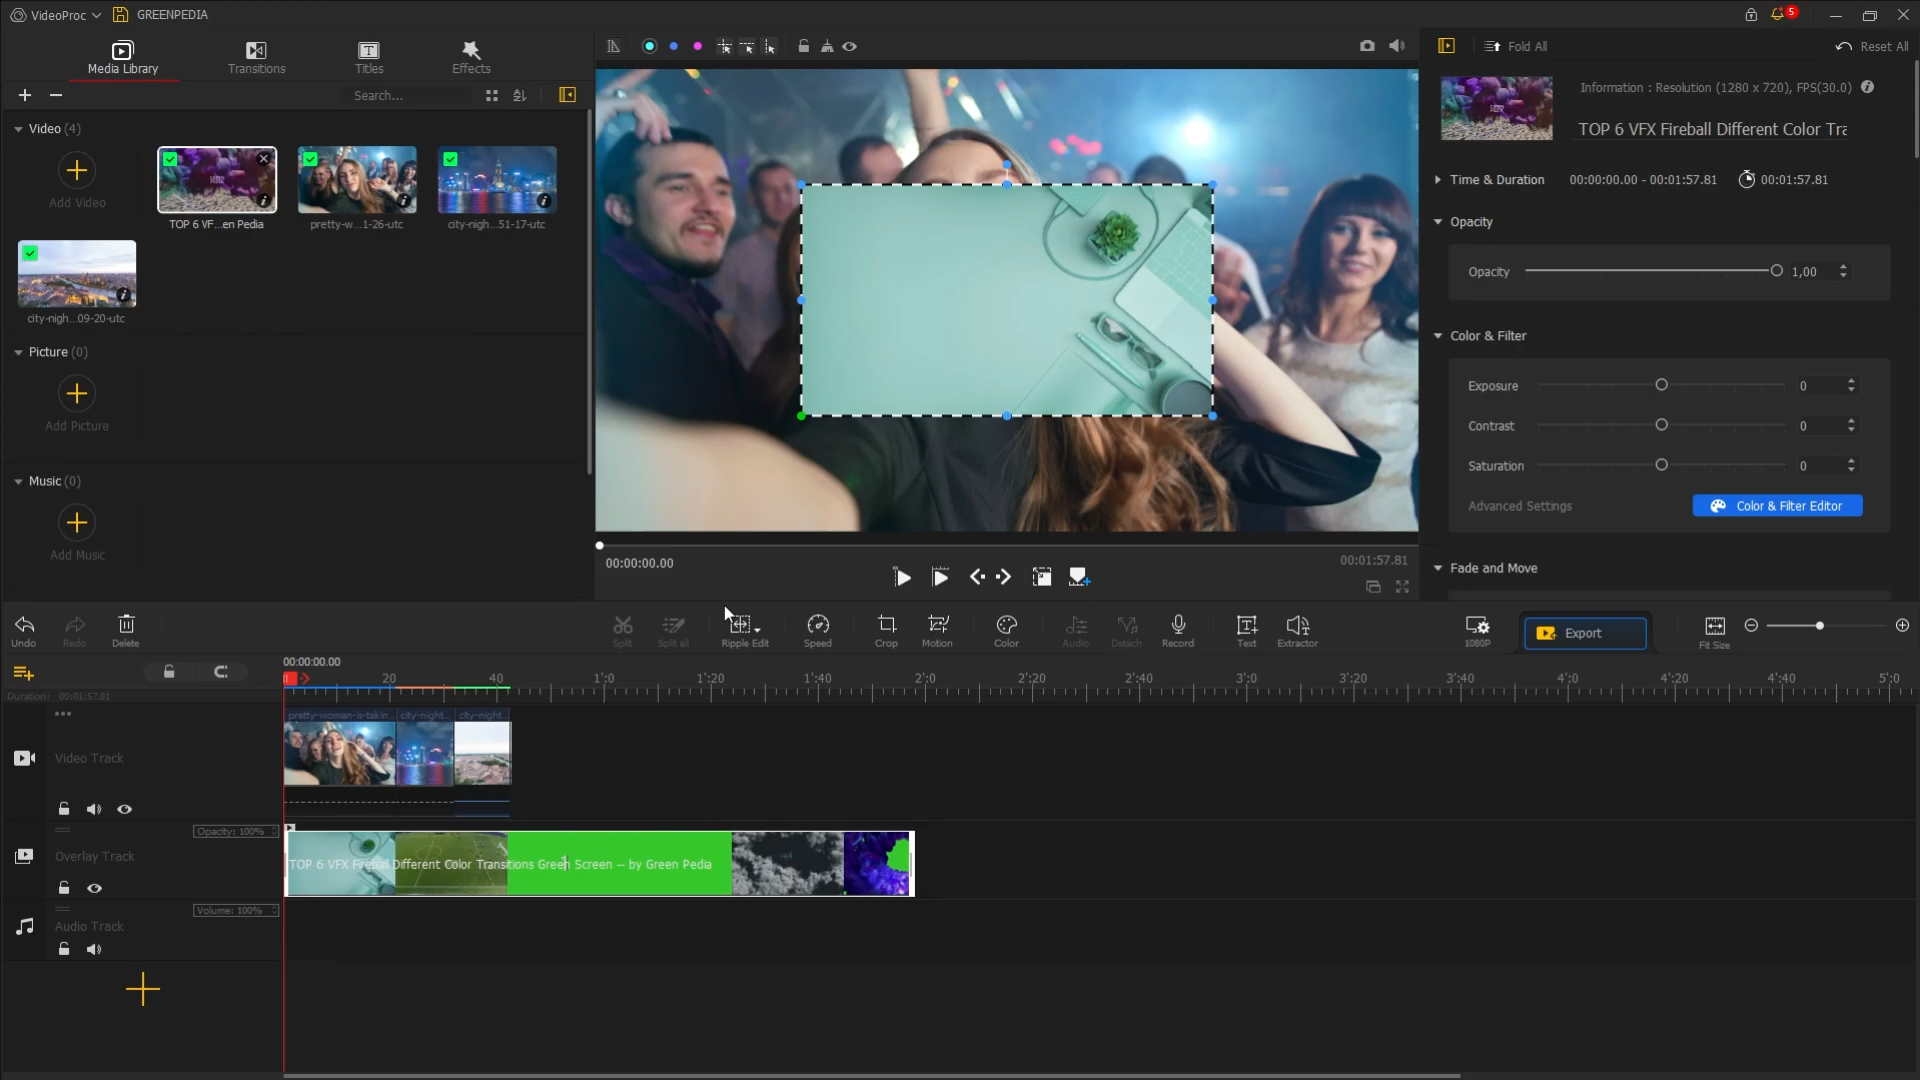 VideoProc
GREENPEDIA
5
Media Library
Transitions
Titles
Effects
Fold All
Reset All
Search...
Information : Resolution (1280 x 720), FPS(30.0)
TOP 6 VFX Fireball Different Color Tra
Video (4)
Add Video
TOP 6 VF...en Pedia
pretty-w...1-26-utc
city-nigh...51-17-utc
city-nigh...09-20-utc
Time & Duration
00:00:00.00 - 00:01:57.81
00:01:57.81
Opacity
Opacity
1,00
Color & Filter
Exposure
0
Contrast
0
Saturation
0
Advanced Settings
Color & Filter Editor
Fade and Move
Picture (0)
Add Picture
Music (0)
Add Music
00:00:00.00
00:01:57.81
Undo
Redo
Delete
Split
Split all
Ripple Edit
Speed
Crop
Motion
Color
Audio
Detach
Record
Text
Extractor
1080P
Export
Fit Size
00:00:00.00
20
40
1':0
1':20
1':40
2':0
2':20
2':40
3':0
3':20
3':40
4':0
4':20
4':40
5':0
Duration: 00:01:57.81
pretty-woman-is-takin...
city-night...
city-night...
Video Track
Opacity: 100%
Overlay Track
TOP 6 VFX Fireball Different Color Transitions Green Screen – by Green Pedia
Volume: 100%
Audio Track